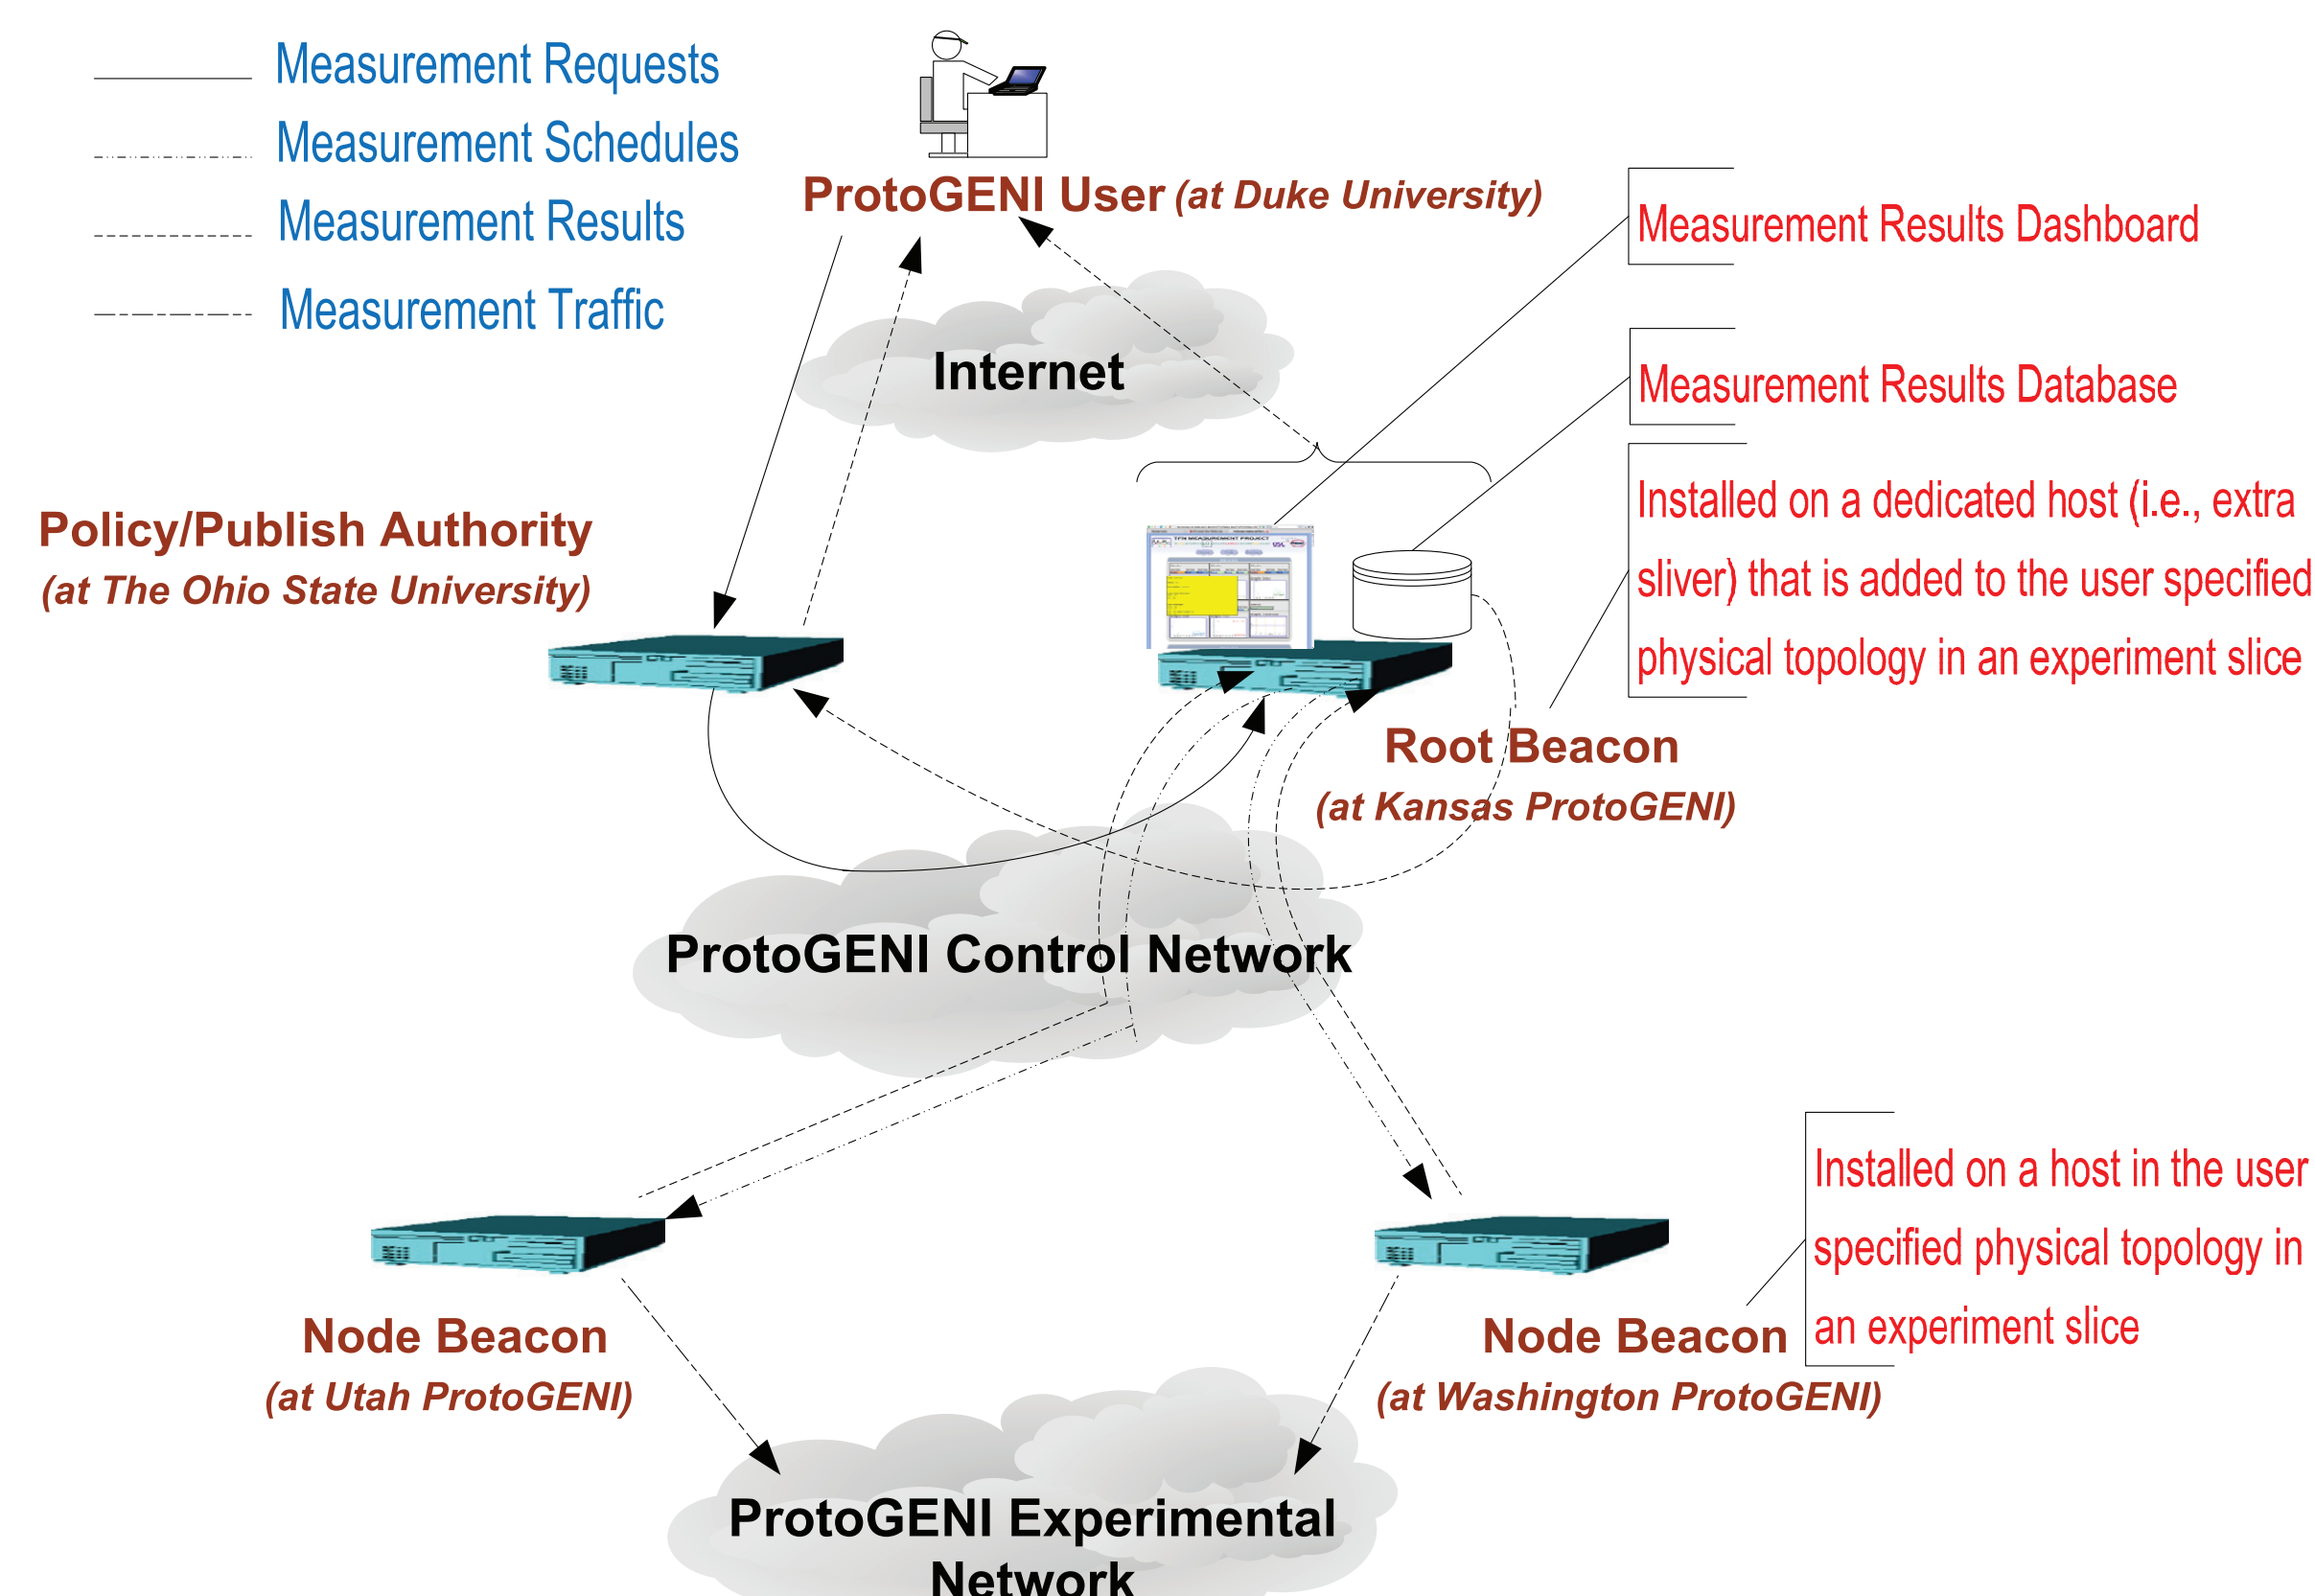 Measurement Requests
Measurement Schedules
Measurement Results
Measurement Traffic
ProtoGENI User (at Duke University)
Measurement Results Dashboard
Internet
Measurement Results Database
Policy/Publish Authority
(at The Ohio State University)
Installed on a dedicated host (i.e., extra
sliver) that is added to the user specified
physical topology in an experiment slice
TFN MEASUREMENT PROJECT
Root Beacon
(at Kansas ProtoGENI)
ProtoGENI Control Network
Installed on a host in the user
specified physical topology in
an experiment slice
Node Beacon
(at Utah ProtoGENI)
Node Beacon
(at Washington ProtoGENI)
ProtoGENI Experimental
Network